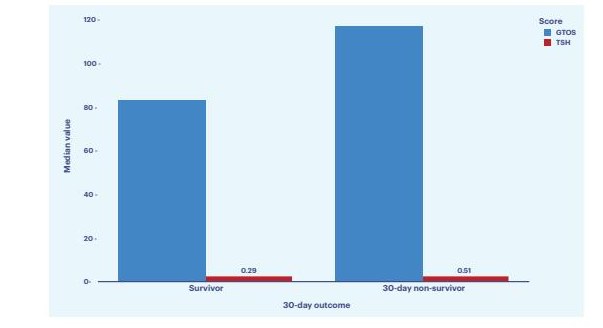 Score
GTOS
TSH
120
100
80
60
40
20
0
Median value
0.29
0.51
Survivor
30-day non-survivor
30-day outcome